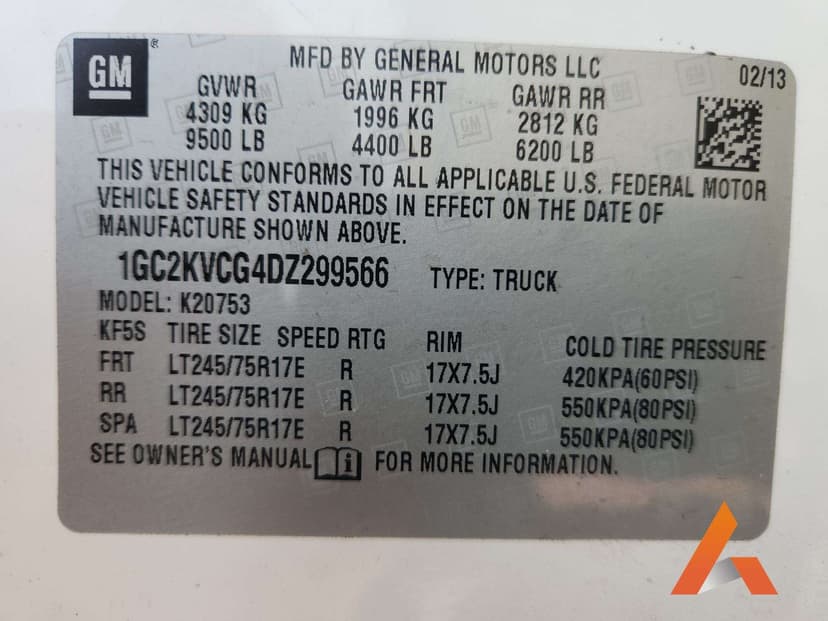 GM ®
MFD BY GENERAL MOTORS LLC
02/13
GVWR GAWR FRT GAWR RR
4309 KG 1996 KG 2812 KG
9500 LB 4400 LB 6200 LB
THIS VEHICLE CONFORMS TO ALL APPLICABLE U.S. FEDERAL MOTOR
VEHICLE SAFETY STANDARDS IN EFFECT ON THE DATE OF
MANUFACTURE SHOWN ABOVE.
1GC2KVCG4DZ299566 TYPE: TRUCK
MODEL: K20753
KF5S TIRE SIZE SPEED RTG RIM COLD TIRE PRESSURE
FRT LT245/75R17E R 17X7.5J 420KPA(60PSI)
RR LT245/75R17E R 17X7.5J 550KPA(80PSI)
SPA LT245/75R17E R 17X7.5J 550KPA(80PSI)
SEE OWNER'S MANUAL i FOR MORE INFORMATION.